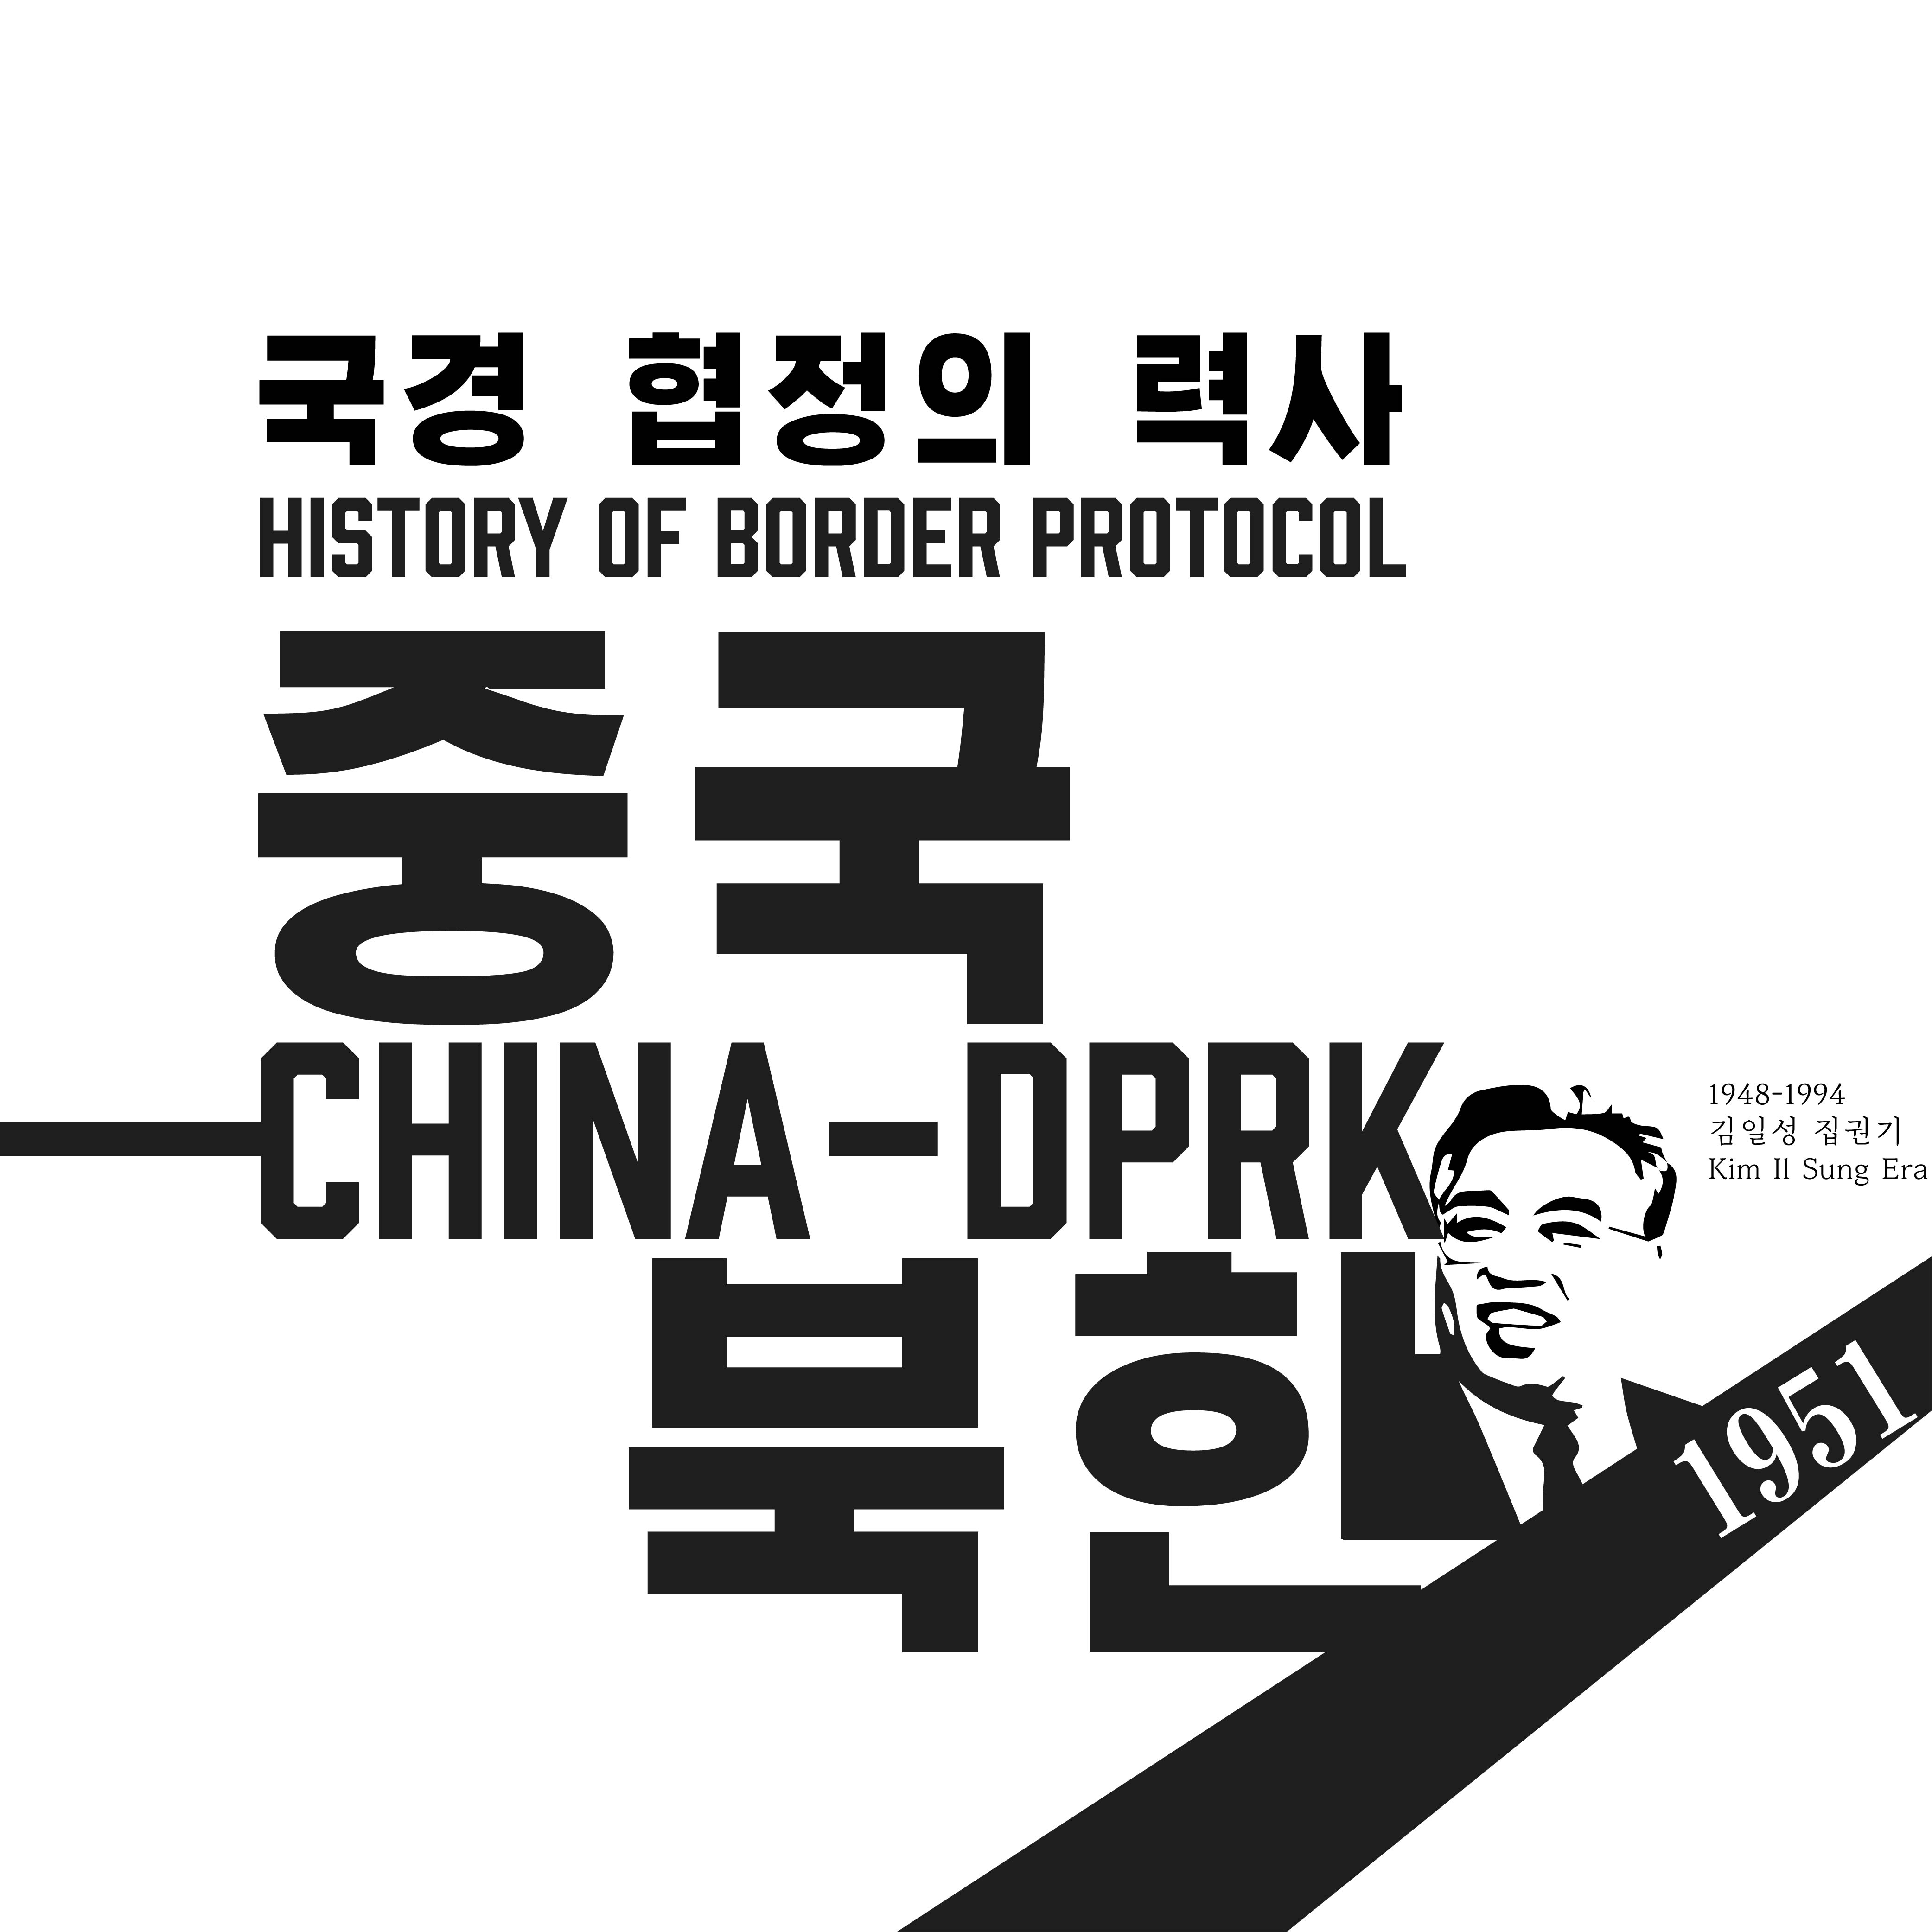 국경 협정의 력사
HISTORY OF BORDER PROTOCOL
중국
CHINA-DPRK
북한
1948-1994
김일성 집권기
Kim Il Sung Era
1951